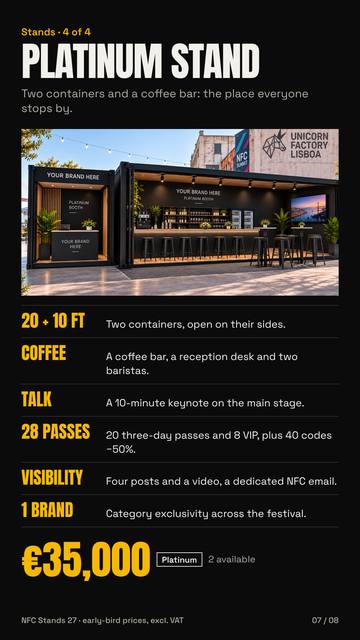 Stands · 4 of 4
PLATINUM STAND
Two containers and a coffee bar: the place everyone
stops by.
UNICORN
FACTORY
LISBOA
NFC
SUMMIT
YOUR BRAND HERE
PLATINUM
BOOTH
YOUR BRAND
HERE
YOUR BRAND HERE
PLATINUM BOOTH
20 + 10 FT
Two containers, open on their sides.
COFFEE
A coffee bar, a reception desk and two
baristas.
TALK
A 10-minute keynote on the main stage.
28 PASSES
20 three-day passes and 8 VIP, plus 40 codes
−50%.
VISIBILITY
Four posts and a video, a dedicated NFC email.
1 BRAND
Category exclusivity across the festival.
€35,000
Platinum
2 available
NFC Stands 27 · early-bird prices, excl. VAT
07 / 08